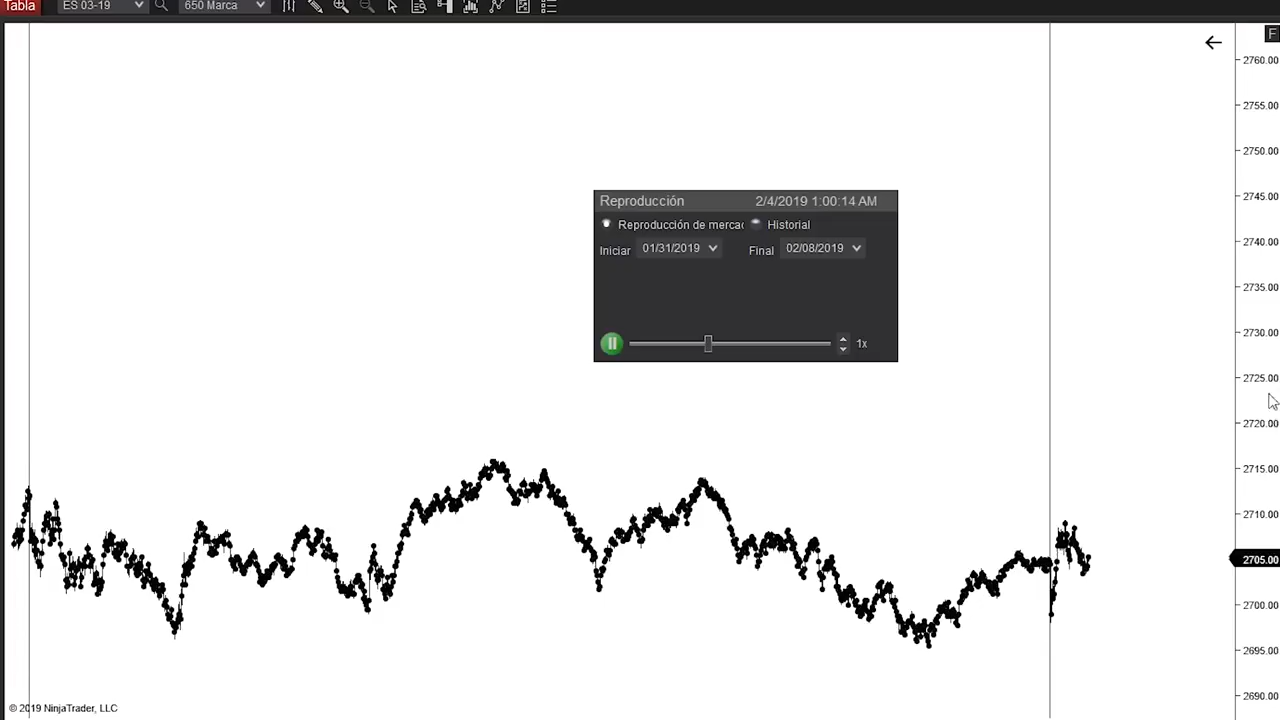 Tabla ES 03-19 650 Marca
F
2760.00
2755.00
2750.00
2745.00
Reproducción 2/4/2019 1:00:14 AM
Reproducción de mercac Historial
2740.00
Iniciar 01/31/2019 Final 02/08/2019
2735.00
2730.00
1x
2725.00
2720.00
2715.00
2710.00
2705.00
2700.00
2695.00
2690.00
© 2019 NinjaTrader, LLC